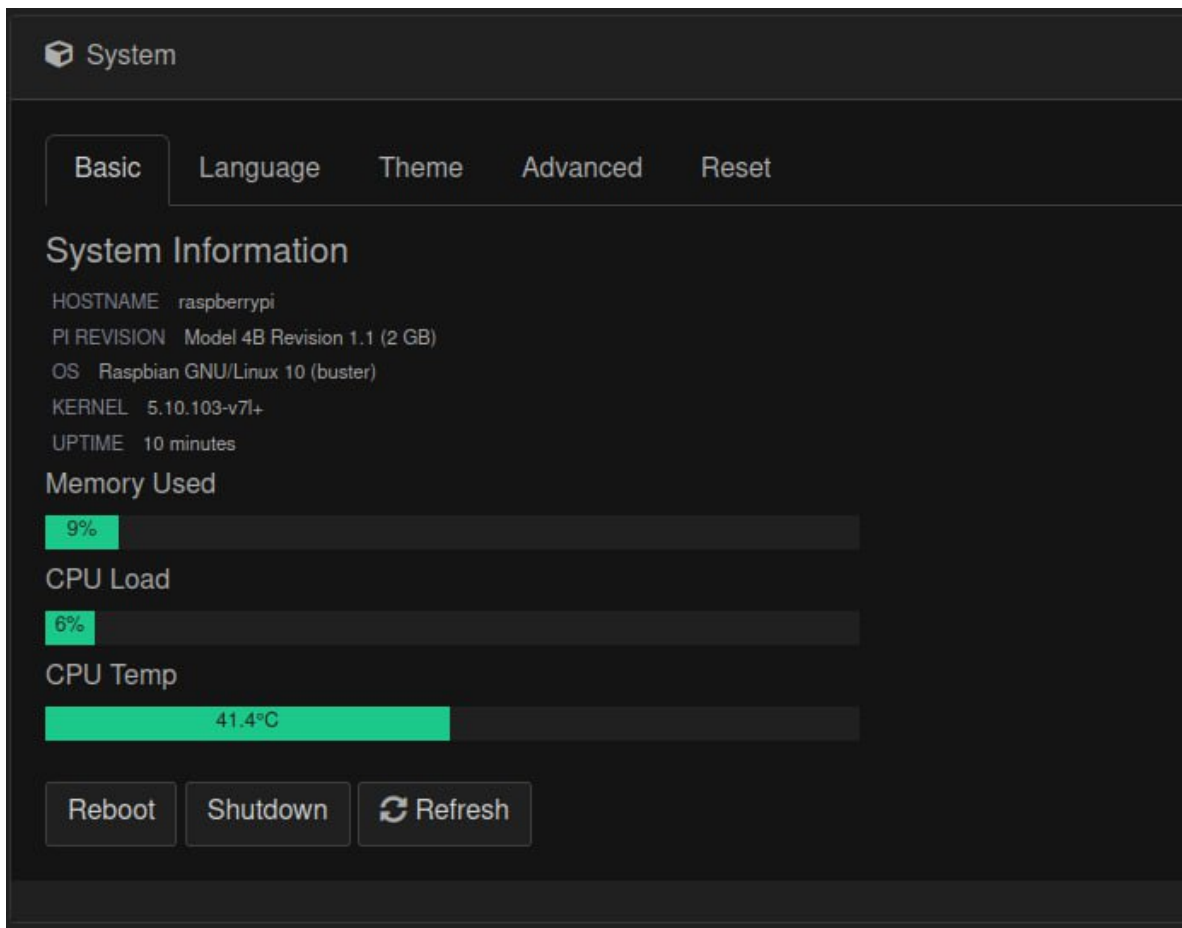 System
Basic Language Theme Advanced Reset
System Information
HOSTNAME raspberrypi
PI REVISION Model 4B Revision 1.1 (2 GB)
OS Raspbian GNU/Linux 10 (buster)
KERNEL 5.10.103-v7l+
UPTIME 10 minutes
Memory Used
9%
CPU Load
6%
CPU Temp
41.4°C
Reboot Shutdown Refresh